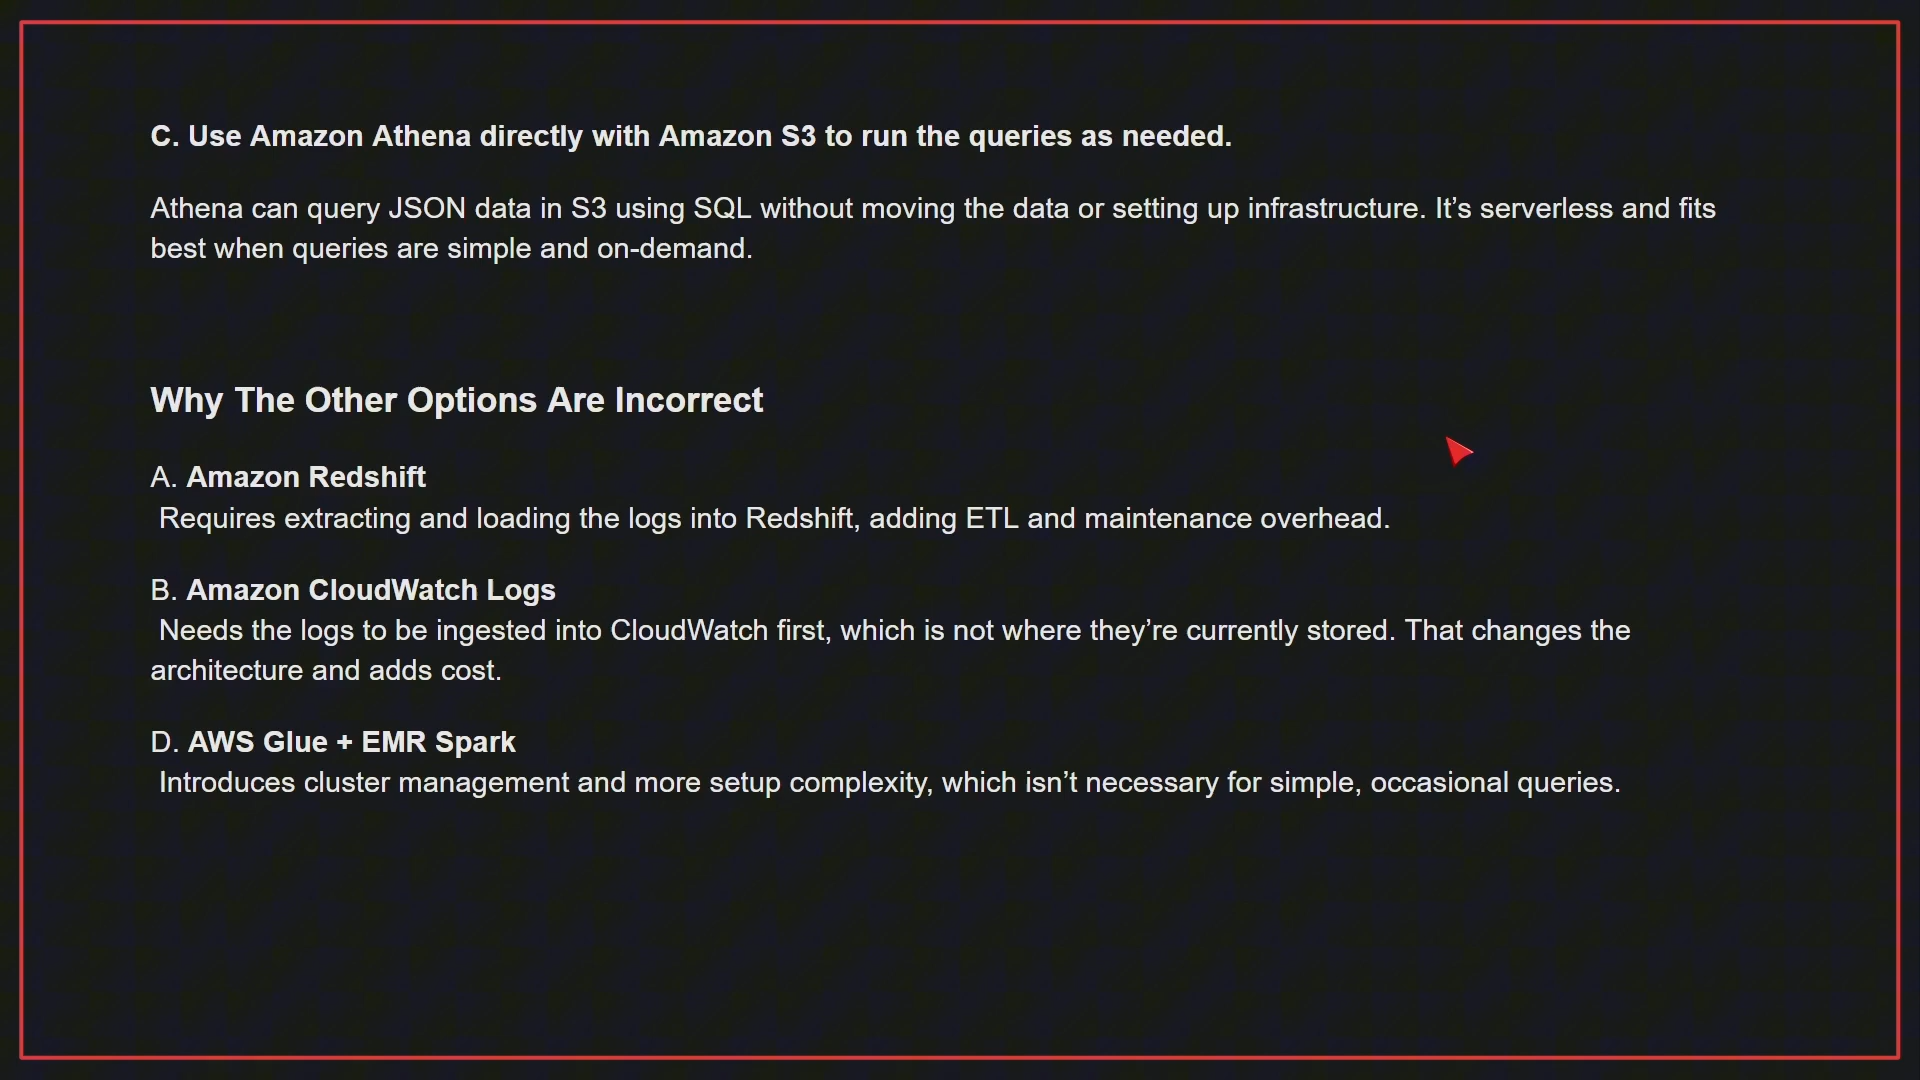 C. Use Amazon Athena directly with Amazon S3 to run the queries as needed.
Athena can query JSON data in S3 using SQL without moving the data or setting up infrastructure. It’s serverless and fits
best when queries are simple and on-demand.
Why The Other Options Are Incorrect
A. Amazon Redshift
Requires extracting and loading the logs into Redshift, adding ETL and maintenance overhead.
B. Amazon CloudWatch Logs
Needs the logs to be ingested into CloudWatch first, which is not where they’re currently stored. That changes the
architecture and adds cost.
D. AWS Glue + EMR Spark
Introduces cluster management and more setup complexity, which isn’t necessary for simple, occasional queries.